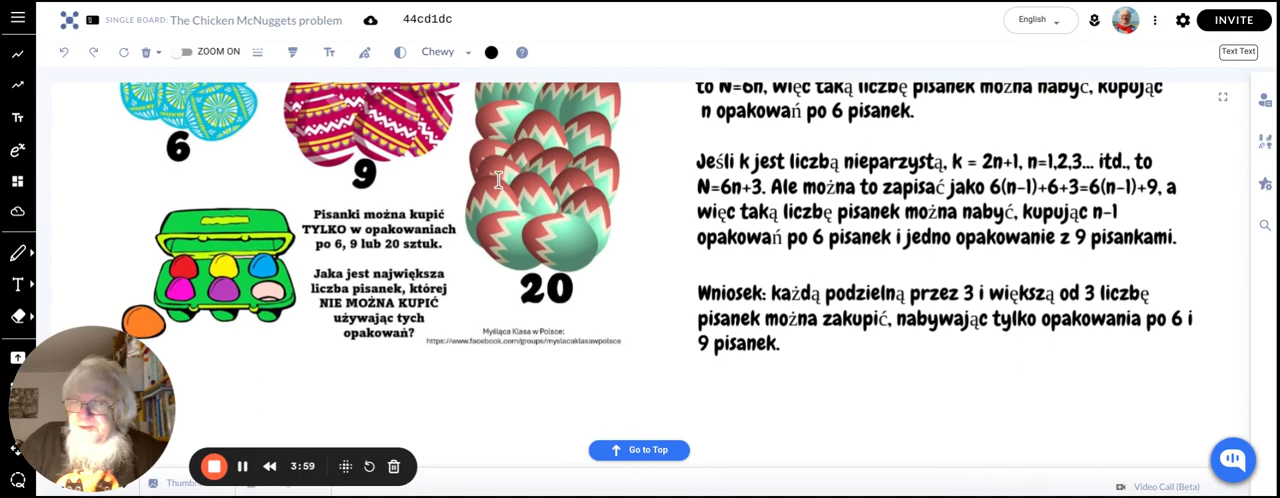 SINGLE BOARD: The Chicken McNuggets problem
44cd1dc
English
INVITE
ZOOM ON
Tr
Chewy
Text Text
6
9
20
Pisanki można kupić
TYLKO w opakowaniach
po 6, 9 lub 20 sztuk.
Jaka jest największa
liczba pisanek, której
NIE MOŻNA KUPIĆ
używając tych
opakowań?
Myśląca Klasa w Polsce:
https://www.facebook.com/groups/myslacaklasawpolsce
to N=6n, więc taką liczbę pisanek można nabyć, kupując
n opakowań po 6 pisanek.
Jeśli k jest liczbą nieparzystą, k = 2n+1, n=1,2,3... itd., to
N=6n+3. Ale można to zapisać jako 6(n-1)+6+3=6(n-1)+9, a
więc taką liczbę pisanek można nabyć, kupując n-1
opakowań po 6 pisanek i jedno opakowanie z 9 pisankami.
Wniosek: każdą podzielną przez 3 i większą od 3 liczbę
pisanek można zakupić, nabywając tylko opakowania po 6 i
9 pisanek.
Go to Top
3:59
Thumb
Video Call (Beta)